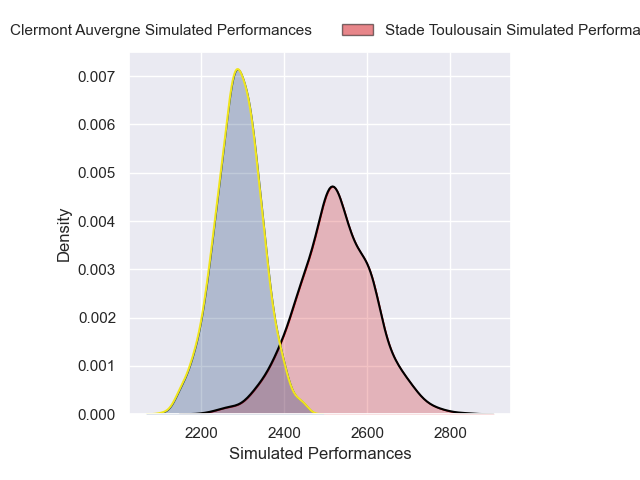 Clermont Auvergne Simulated Performances
Stade Toulousain Simulated Performa
0.007
0.006
0.005
0.004
0.003
0.002
0.001
0.000
Density
2200 2400 2600 2800
Simulated Performances